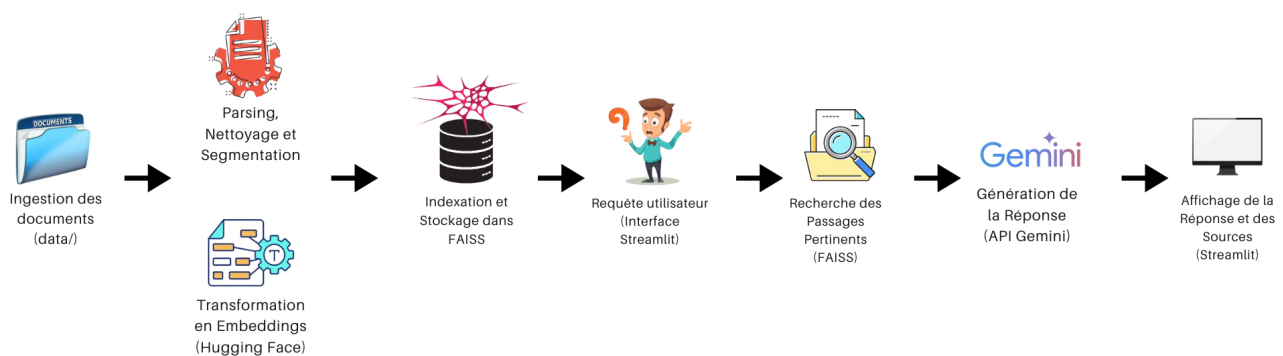 DOCUMENTS
Ingestion des
documents
(data/)
Parsing,
Nettoyage et
Segmentation
T
Transformation
en Embeddings
(Hugging Face)
Indexation et
Stockage dans
FAISS
?
Requête utilisateur
(Interface
Streamlit)
Recherche des
Passages
Pertinents
(FAISS)
Gemini
Génération de
la Réponse
(API Gemini)
Affichage de la
Réponse et des
Sources
(Streamlit)